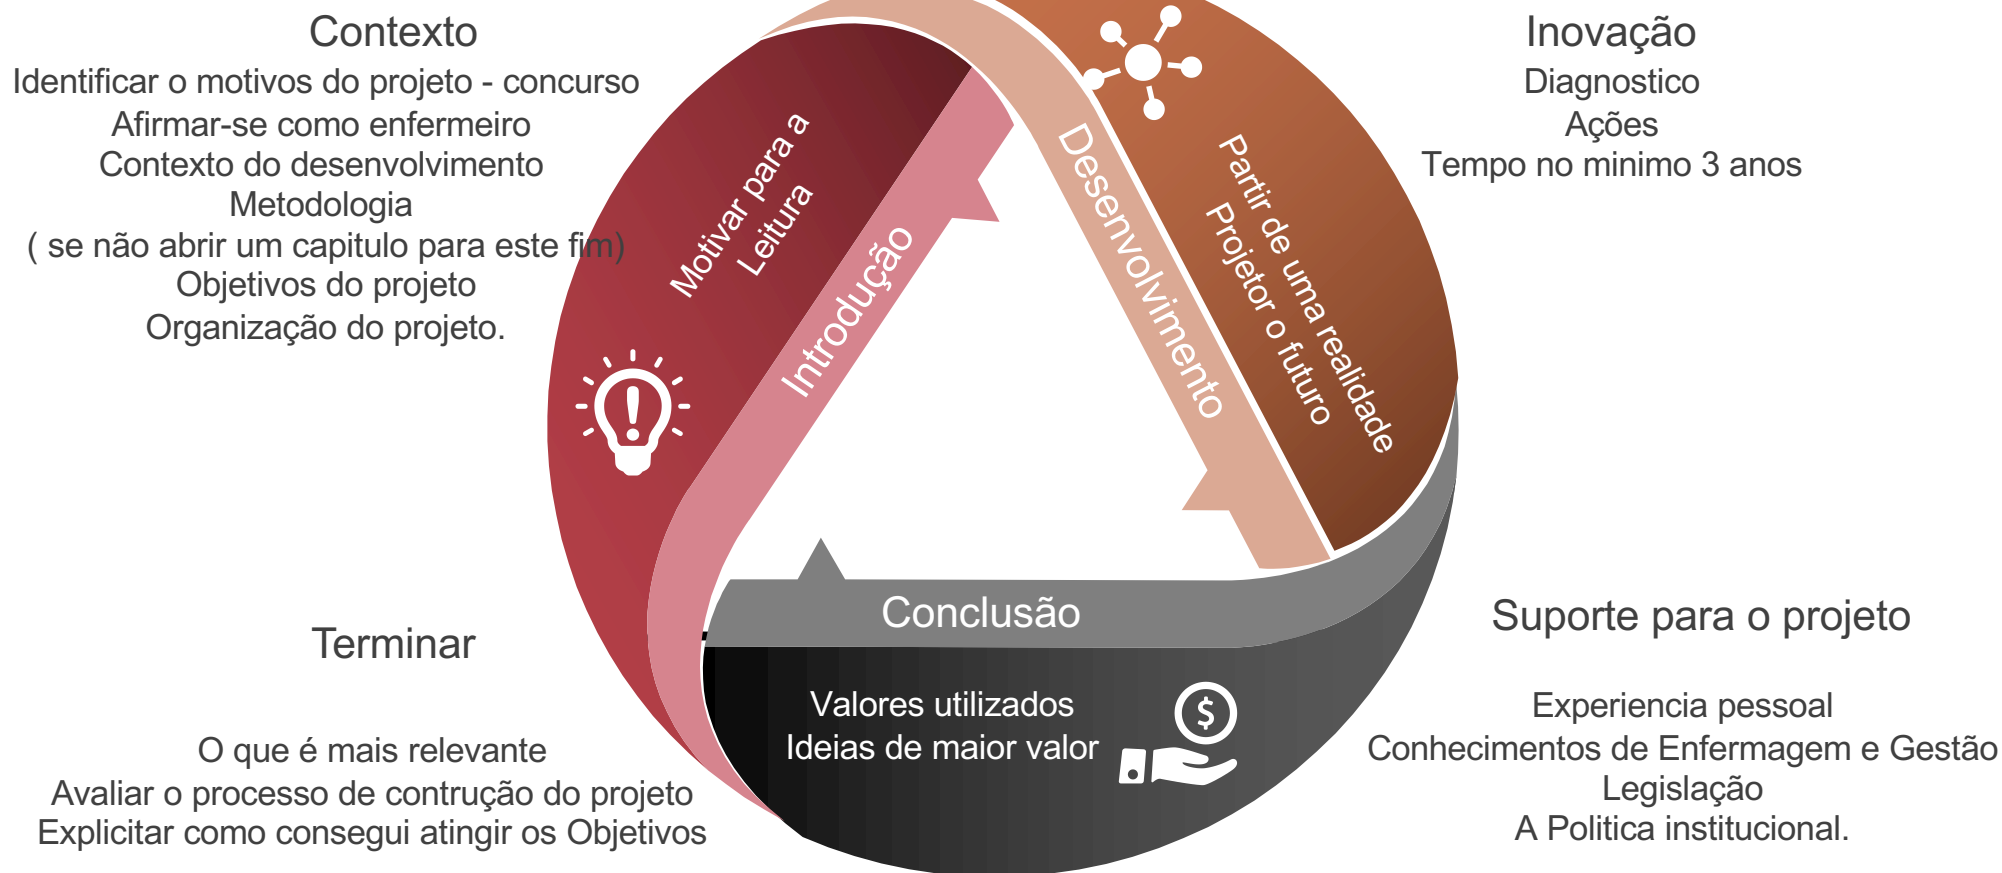 Contexto
Identificar o motivos do projeto - concurso
Afirmar-se como enfermeiro
Contexto do desenvolvimento
Metodologia
( se não abrir um capitulo para este fim)
Objetivos do projeto
Organização do projeto.
Motivar para a
Leitura
Introdução
Desenvolvimento
Partir de uma realidade
Projetor o futuro
Inovação
Diagnostico
Ações
Tempo no minimo 3 anos
Terminar
O que é mais relevante
Avaliar o processo de contrução do projeto
Explicitar como consegui atingir os Objetivos
Conclusão
Valores utilizados
Ideias de maior valor
$
Suporte para o projeto
Experiencia pessoal
Conhecimentos de Enfermagem e Gestão
Legislação
A Politica institucional.